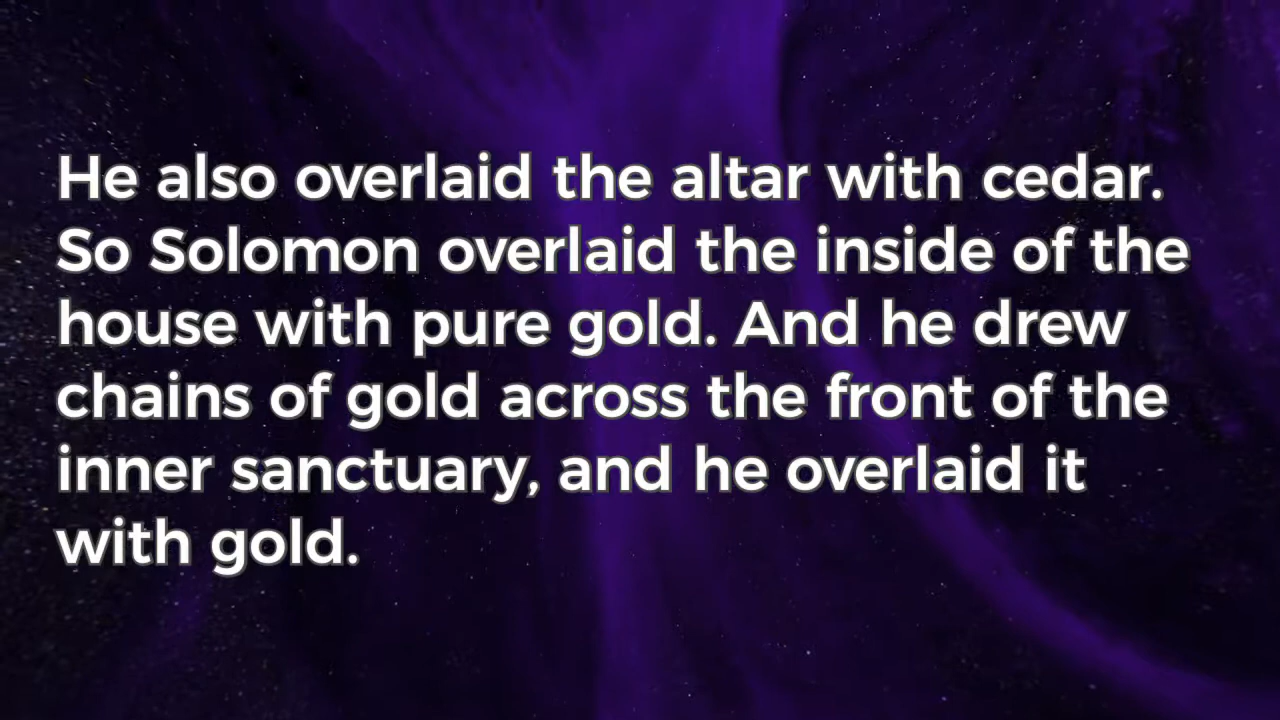 He also overlaid the altar with cedar.
So Solomon overlaid the inside of the
house with pure gold. And he drew
chains of gold across the front of the
inner sanctuary, and he overlaid it
with gold.